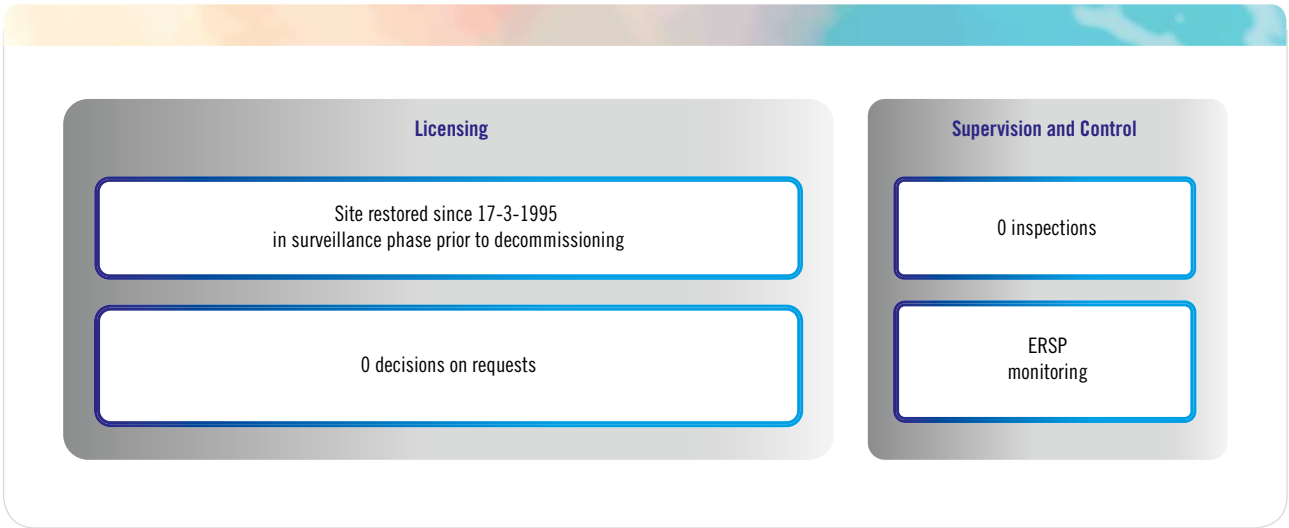 Licensing
Site restored since 17-3-1995
in surveillance phase prior to decommissioning
0 decisions on requests
Supervision and Control
0 inspections
ERSP
monitoring